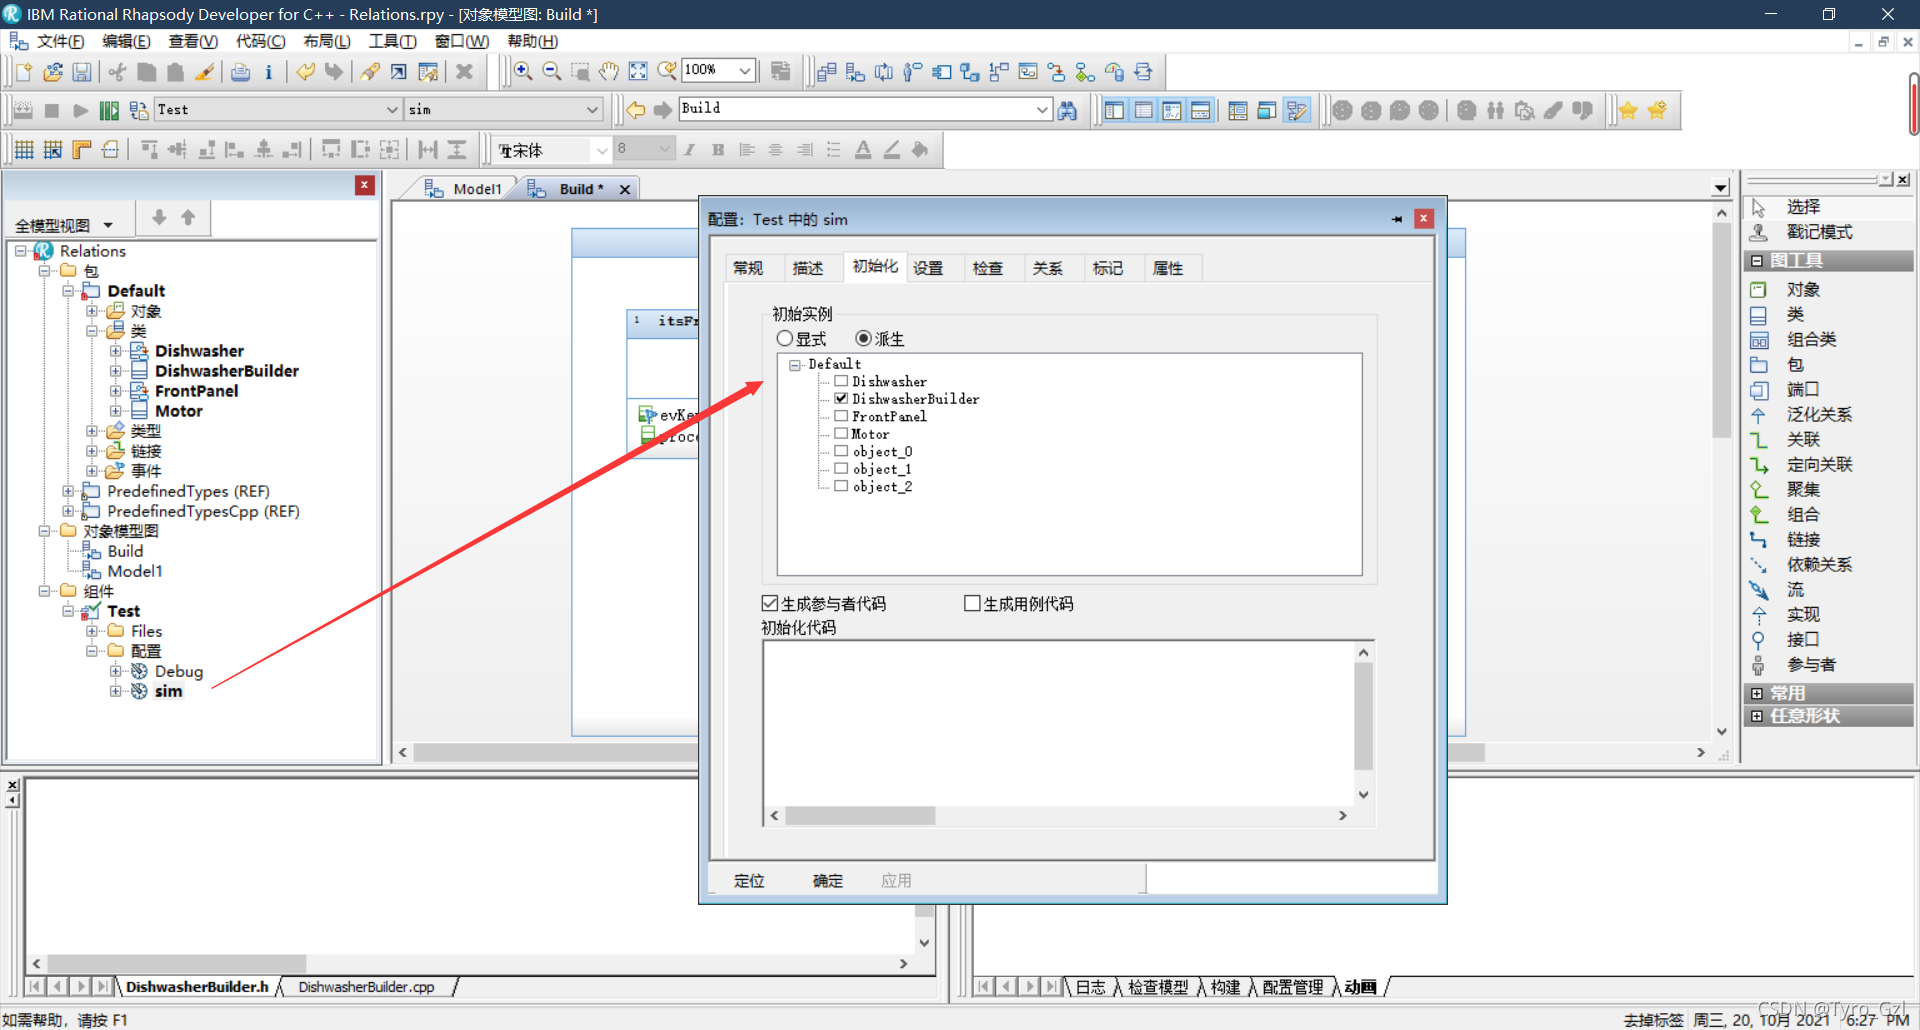 IBM Rational Rhapsody Developer for C++ - Relations.rpy - [对象模型图: Build *]
文件(F) 编辑(E) 查看(V) 代码(C) 布局(L) 工具(T) 窗口(W) 帮助(H)
100%
Test sim Build
宋体 8
Model1 Build *
全模型视图
Relations
包
Default
对象
类
Dishwasher
DishwasherBuilder
FrontPanel
Motor
类型
链接
事件
PredefinedTypes (REF)
PredefinedTypesCpp (REF)
对象模型图
Build
Model1
组件
Test
Files
配置
Debug
sim
1 itsFr
evKe
proce
配置: Test 中的 sim
常规 描述 初始化 设置 检查 关系 标记 属性
初始实例
显式 派生
Default
Dishwasher
DishwasherBuilder
FrontPanel
Motor
object_0
object_1
object_2
生成参与者代码 生成用例代码
初始化代码
定位 确定 应用
选择
戳记模式
图工具
对象
类
组合类
包
端口
泛化关系
关联
定向关联
聚集
组合
链接
依赖关系
流
实现
接口
参与者
常用
任意形状
DishwasherBuilder.h DishwasherBuilder.cpp
日志 检查模型 构建 配置管理 动画
如需帮助，请按 F1
去掉标签 周三, 20, 10月 2021 6:27 PM
CSDN @Tyro_Gzl